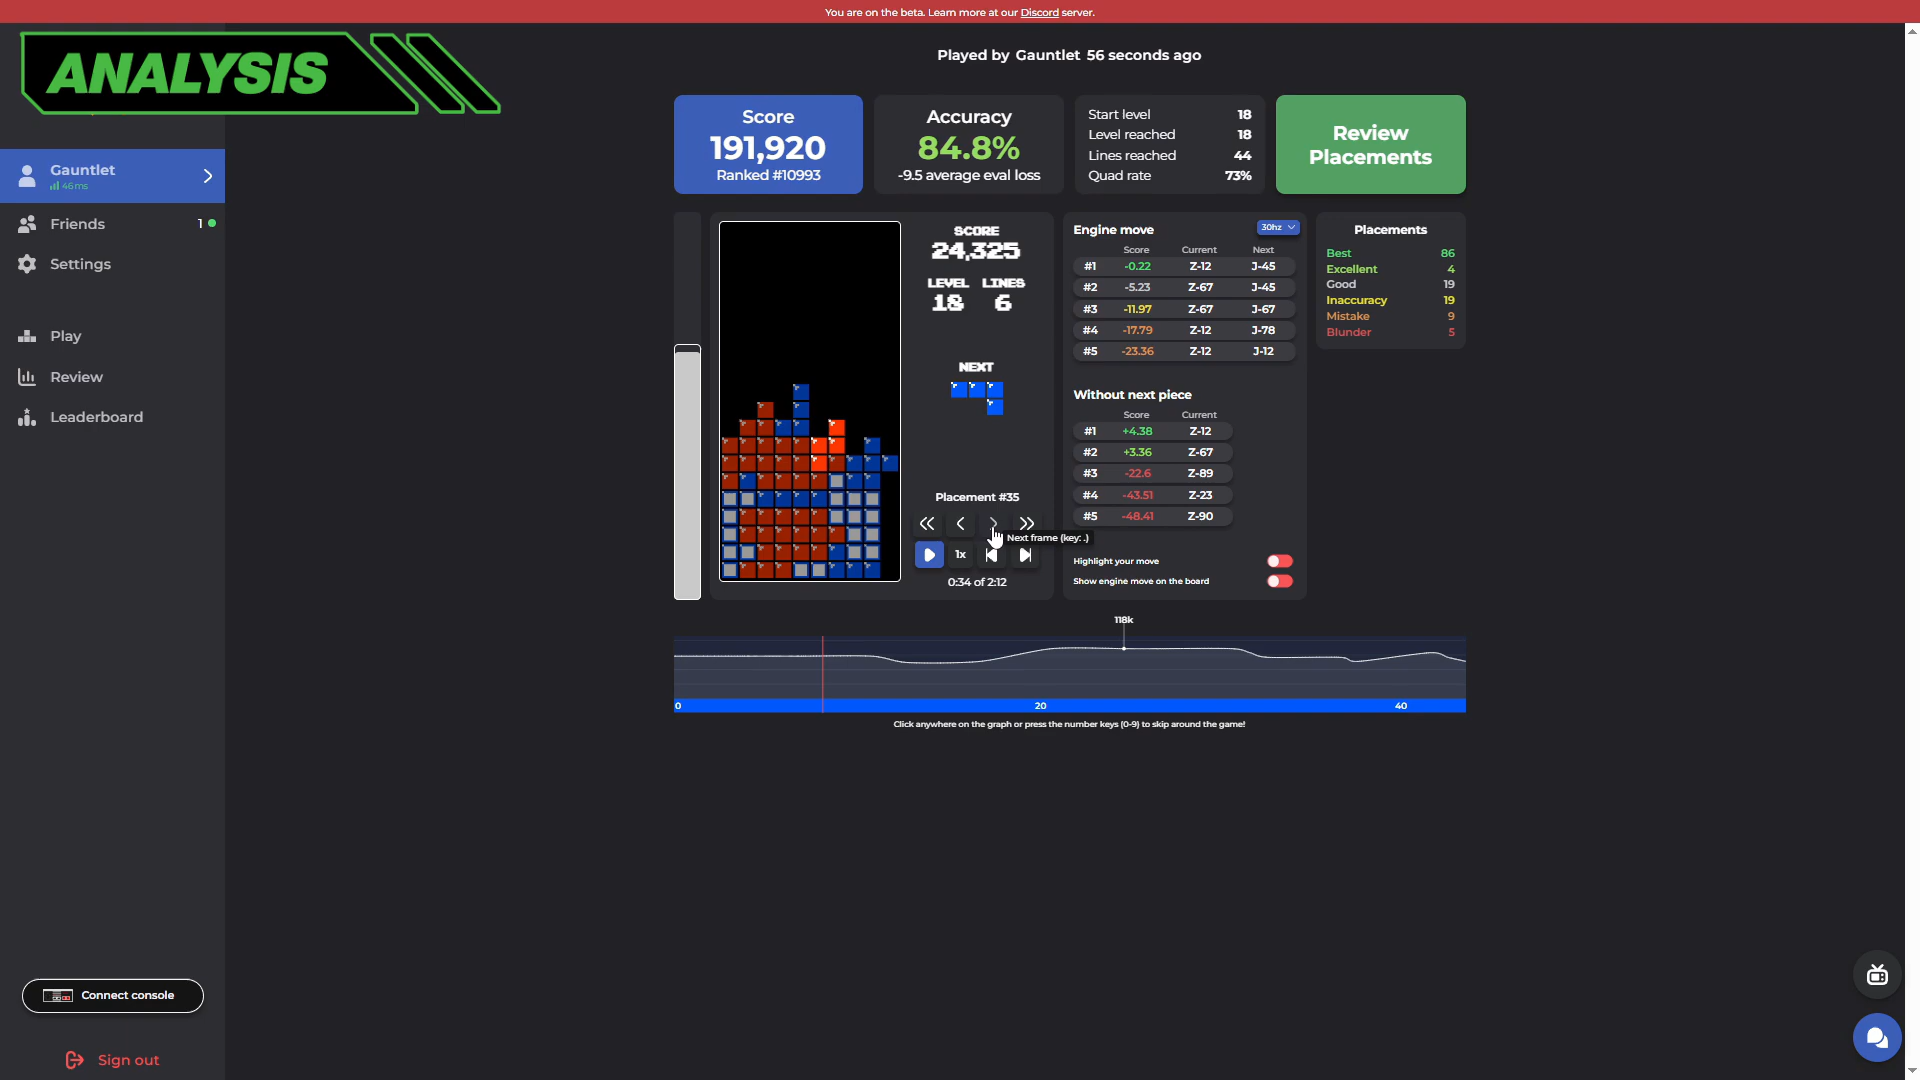 You are on the beta. Learn more at our Discord server.
ANALYSIS
Played by Gauntlet 56 seconds ago
Gauntlet
46ms
Friends 1
Settings
Play
Review
Leaderboard
Connect console
Sign out
Score
191,920
Ranked #10993
Accuracy
84.8%
-9.5 average eval loss
Start level 18
Level reached 18
Lines reached 44
Quad rate 73%
Review
Placements
SCORE
24,325
LEVEL LINES
18 6
NEXT
Placement #35
Next frame (key: .)
1x
0:34 of 2:12
Engine move 30hz
Score Current Next
#1 -0.22 Z-12 J-45
#2 -5.23 Z-67 J-45
#3 -11.97 Z-67 J-67
#4 -17.79 Z-12 J-78
#5 -23.36 Z-12 J-12
Without next piece
Score Current
#1 +4.38 Z-12
#2 +3.36 Z-67
#3 -22.6 Z-89
#4 -43.51 Z-23
#5 -48.41 Z-90
Highlight your move
Show engine move on the board
Placements
Best 86
Excellent 4
Good 19
Inaccuracy 19
Mistake 9
Blunder 5
118k
0 20 40
Click anywhere on the graph or press the number keys (0-9) to skip around the game!